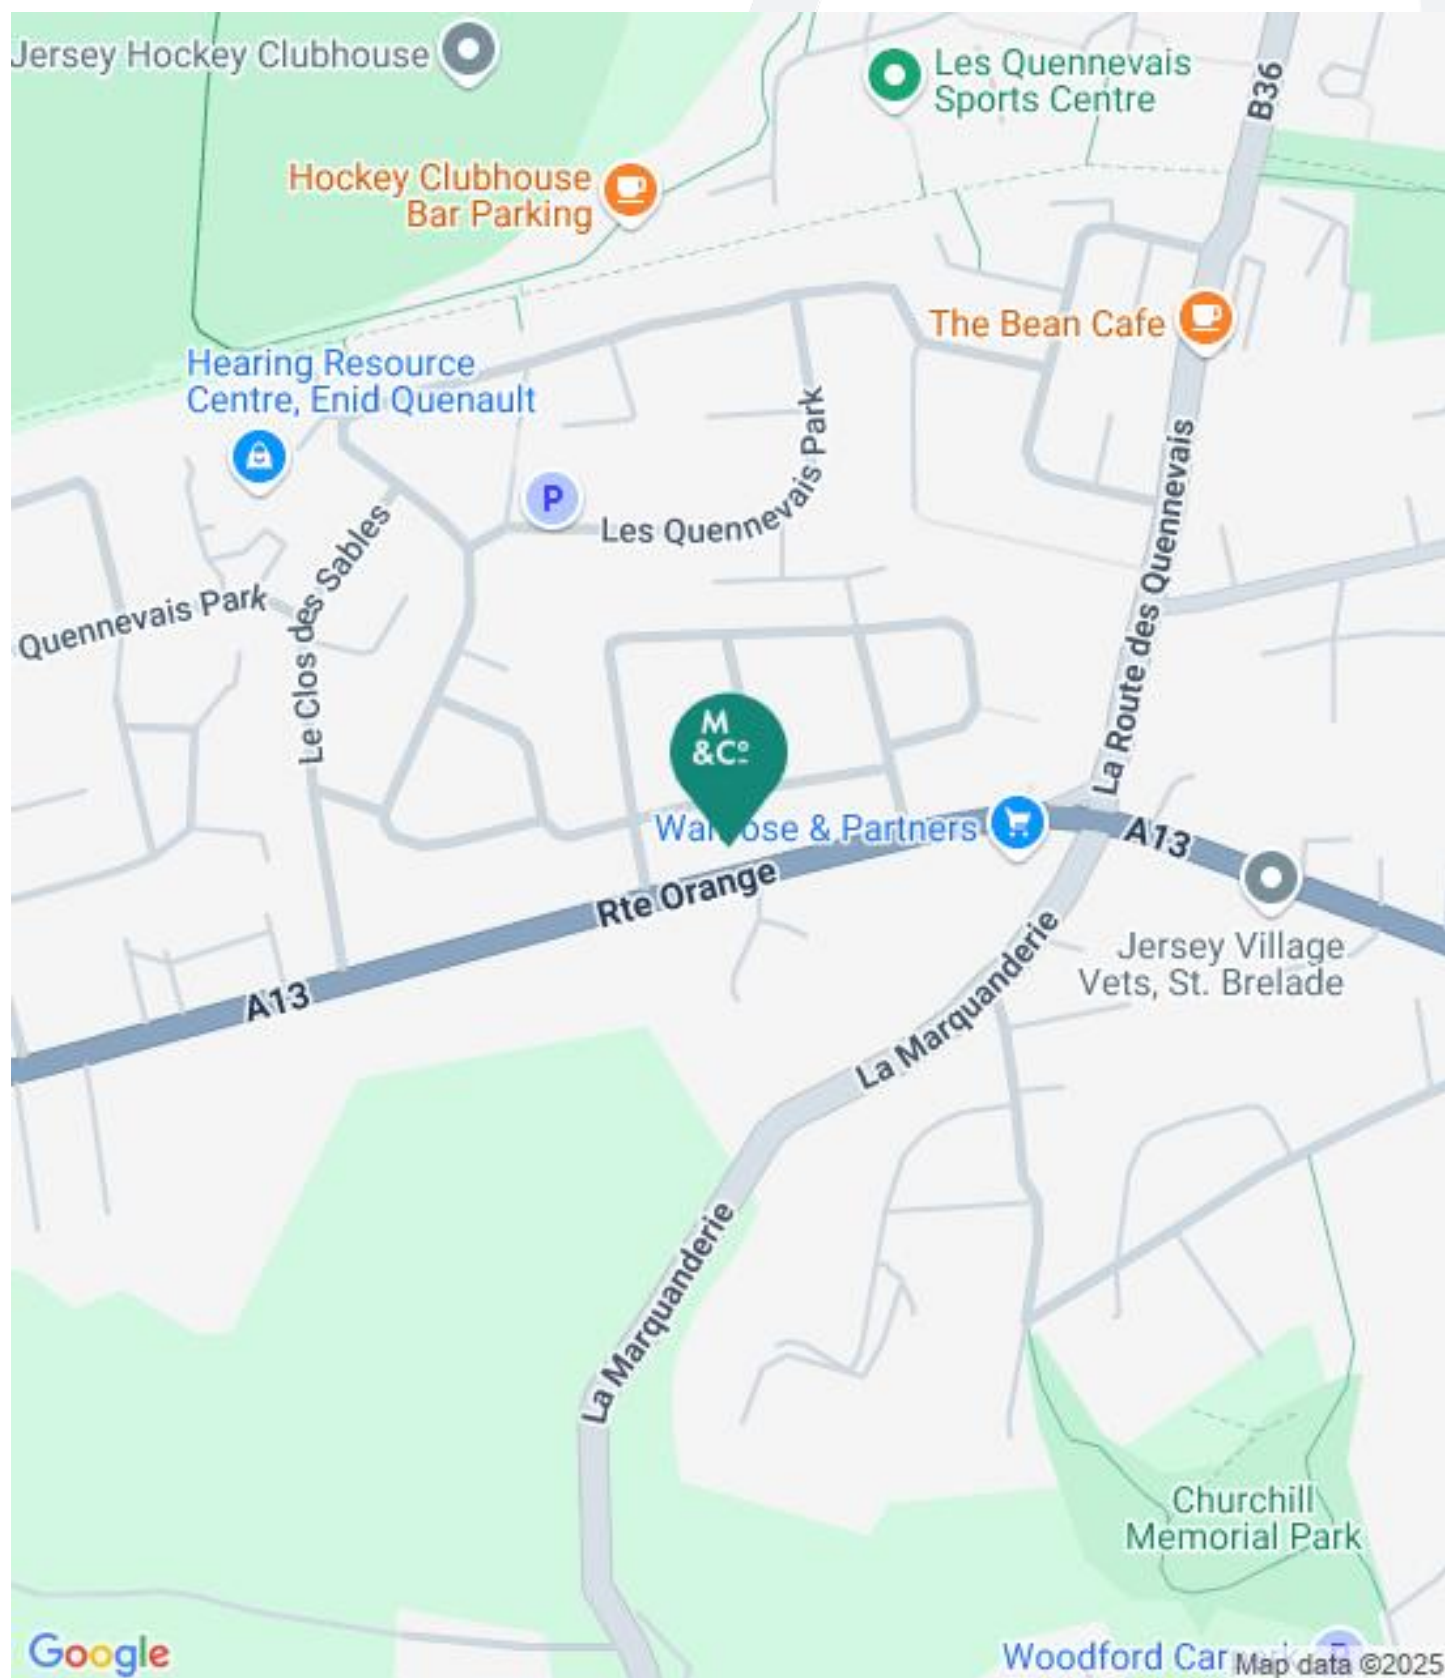 Jersey Hockey Clubhouse
Les Quennevais
Sports Centre
B36
Hockey Clubhouse
Bar Parking
The Bean Cafe
Hearing Resource
Centre, Enid Quenault
P
Les Quennevais Park
La Route des Quennevais
Quennevais Park
Le Clos des Sables
M
&Cº
& Partners
A13
Rte Orange
A13
Jersey Village
Vets, St. Brelade
La Marquanderie
La Marquanderie
Churchill
Memorial Park
Google
Woodford
Map data ©2025